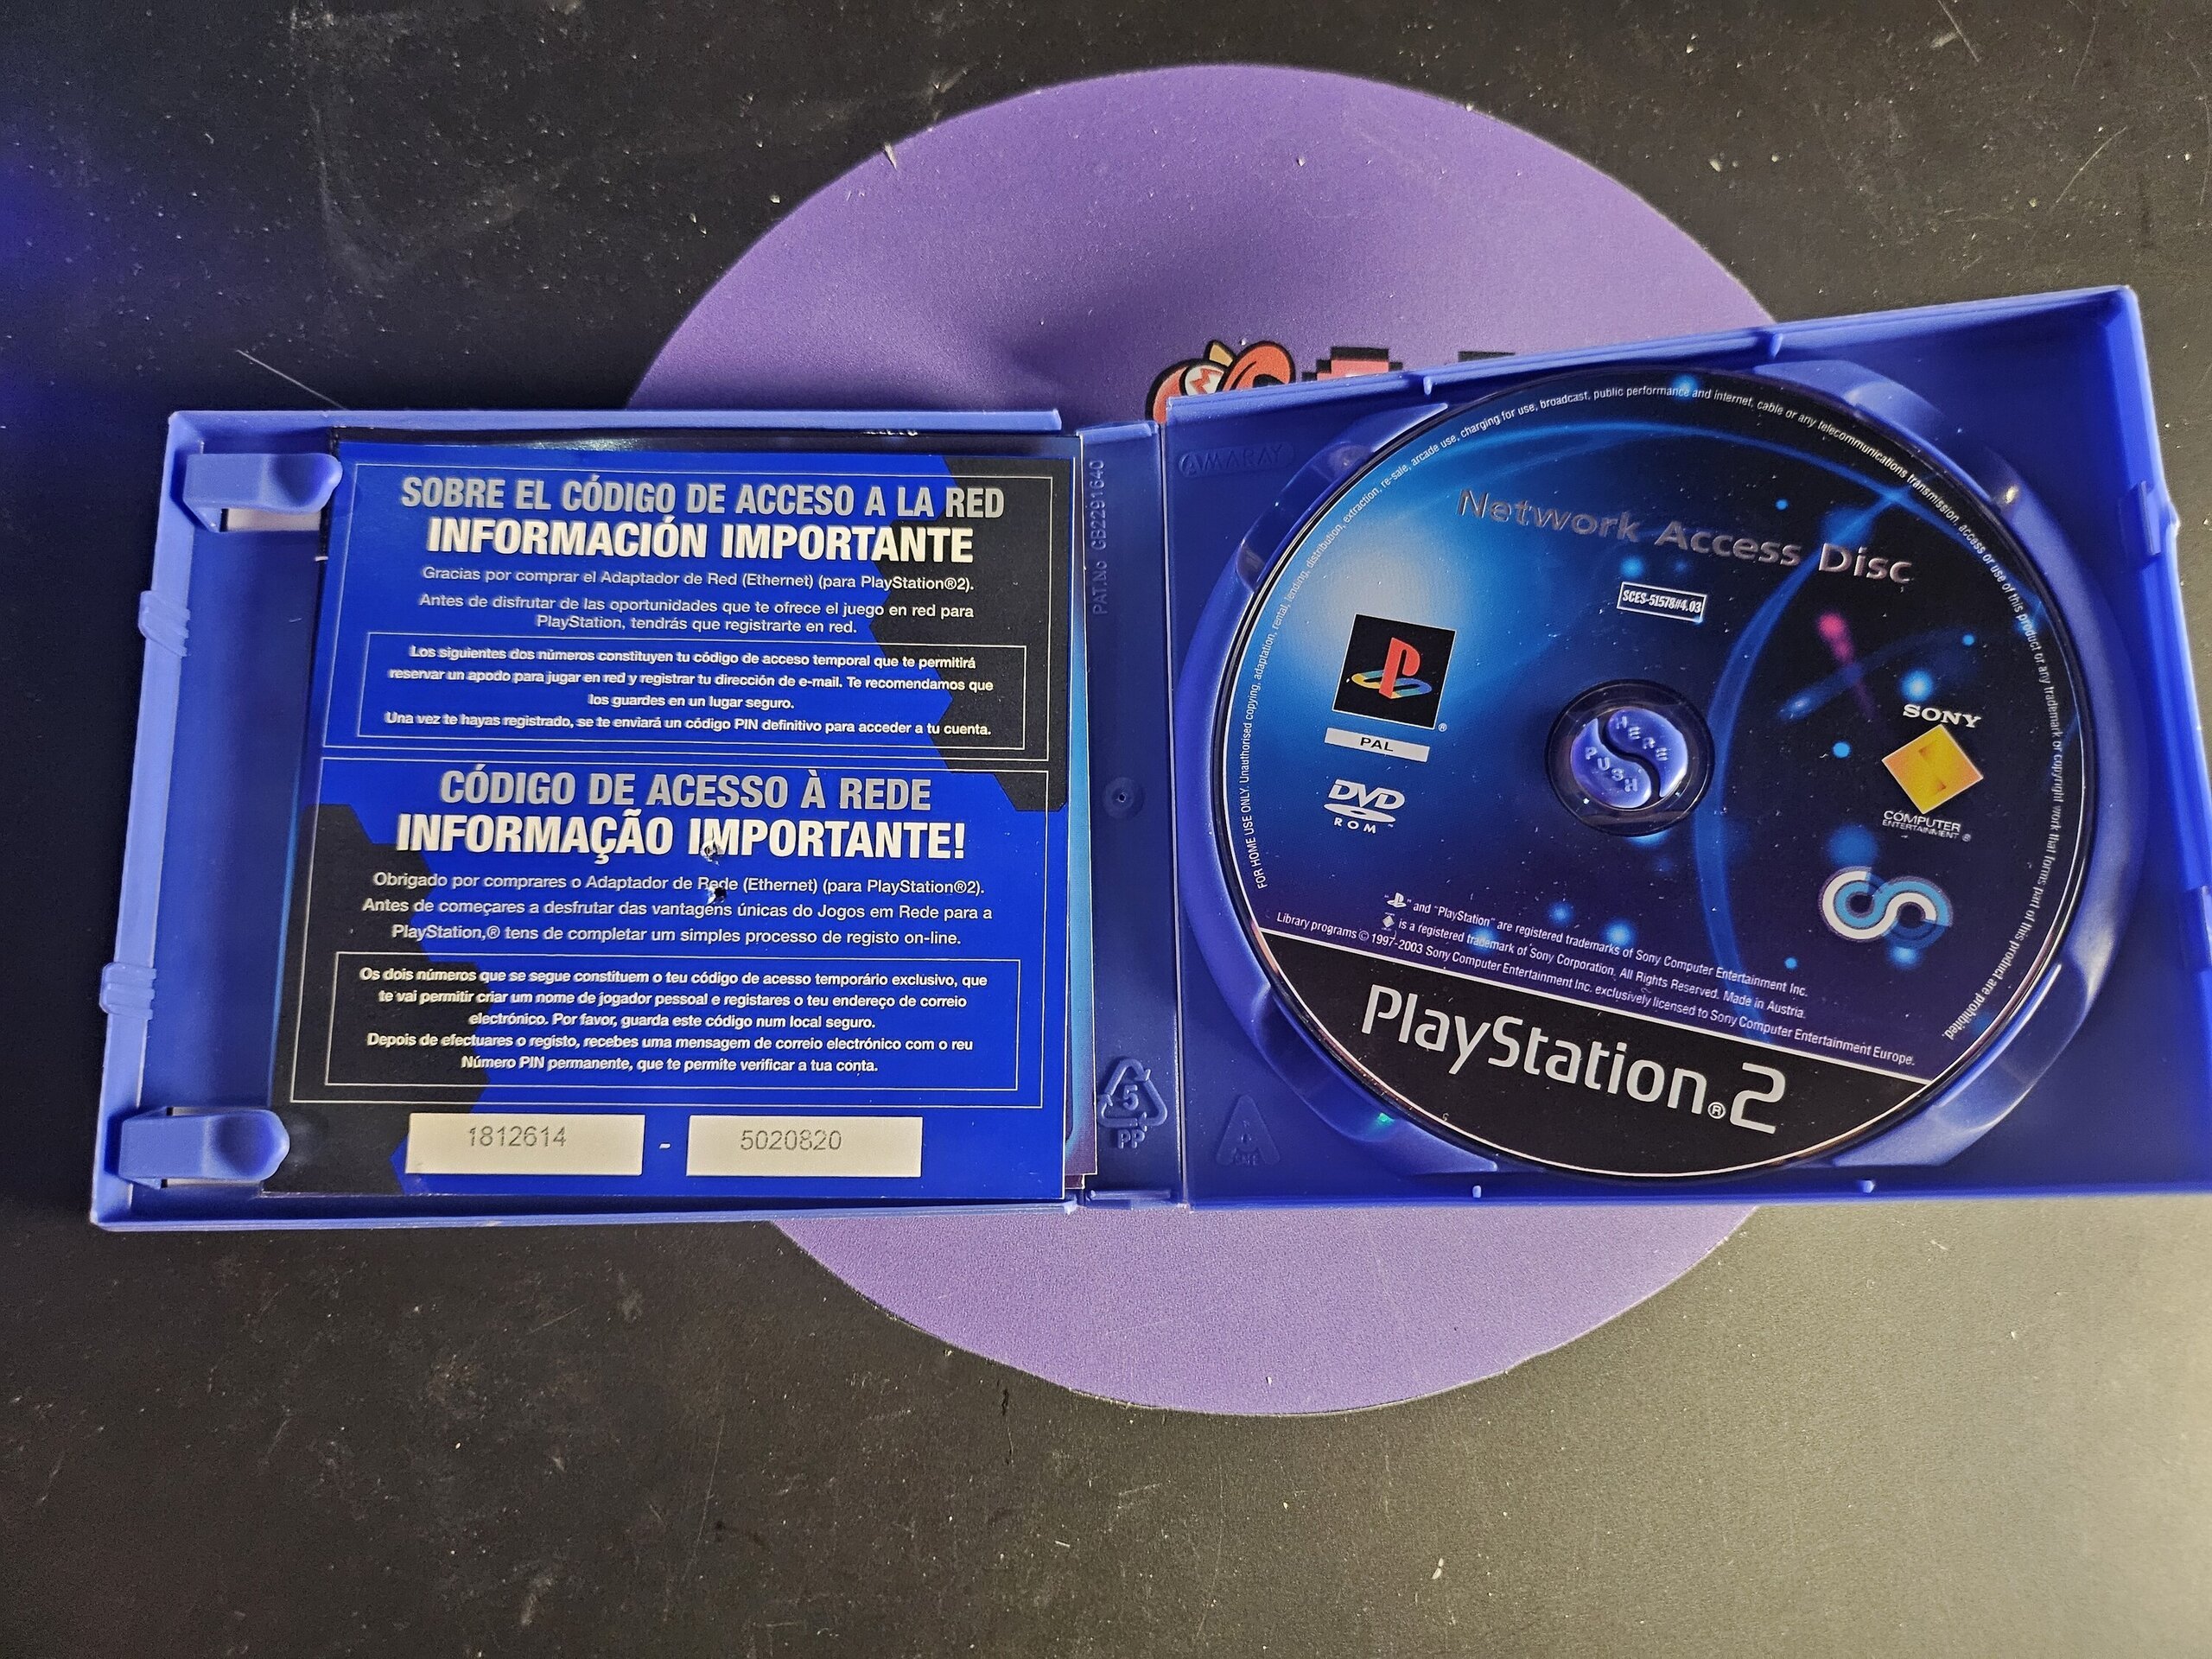 SOBRE EL CÓDIGO DE ACCESO A LA RED
INFORMACIÓN IMPORTANTE
Gracias por comprar el Adaptador de Red (Ethernet) (para PlayStation®2).
Antes de disfrutar de las oportunidades que te ofrece el juego en red para
PlayStation, tendrás que registrarte en red.
Los siguientes dos números constituyen tu código de acceso temporal que te permitirá
reservar un apodo para jugar en red y registrar tu dirección de e-mail. Te recomendamos que
los guardes en un lugar seguro.
Una vez te hayas registrado, se te enviará un código PIN definitivo para acceder a tu cuenta.
CÓDIGO DE ACESSO À REDE
INFORMAÇÃO IMPORTANTE!
Obrigado por comprares o Adaptador de Rede (Ethernet) (para PlayStation®2).
Antes de começares a desfrutar das vantagens únicas do Jogos em Rede para a
PlayStation,® tens de completar um simples processo de registo on-line.
Os dois números que se segue constituem o teu código de acesso temporário exclusivo, que
te vai permitir criar um nome de jogador pessoal e registares o teu endereço de correio
electrónico. Por favor, guarda este código num local seguro.
Depois de efectuares o registo, recebes uma mensagem de correio electrónico com o reu
Número PIN permanente, que te permite verificar a tua conta.
1812614 - 5020820
PAT.No GB2291640
5
PP
AMARAY
FOR HOME USE ONLY. Unauthorised copying, adaptation, rental, lending, distribution, extraction, re-sale, arcade use, charging for use, broadcast, public performance and internet, cable or any telecommunications transmission, access or use of this product or any trademark or copyright work that forms part of this product are prohibited.
Network Access Disc
SCES-51578#4.03
PAL
DVD
ROM
HERE
PUSH
SONY
COMPUTER
ENTERTAINMENT ®
" " and "PlayStation" are registered trademarks of Sony Computer Entertainment Inc.
is a registered trademark of Sony Corporation. All Rights Reserved. Made in Austria.
Library programs © 1997-2003 Sony Computer Entertainment Inc. exclusively licensed to Sony Computer Entertainment Europe.
PlayStation®2